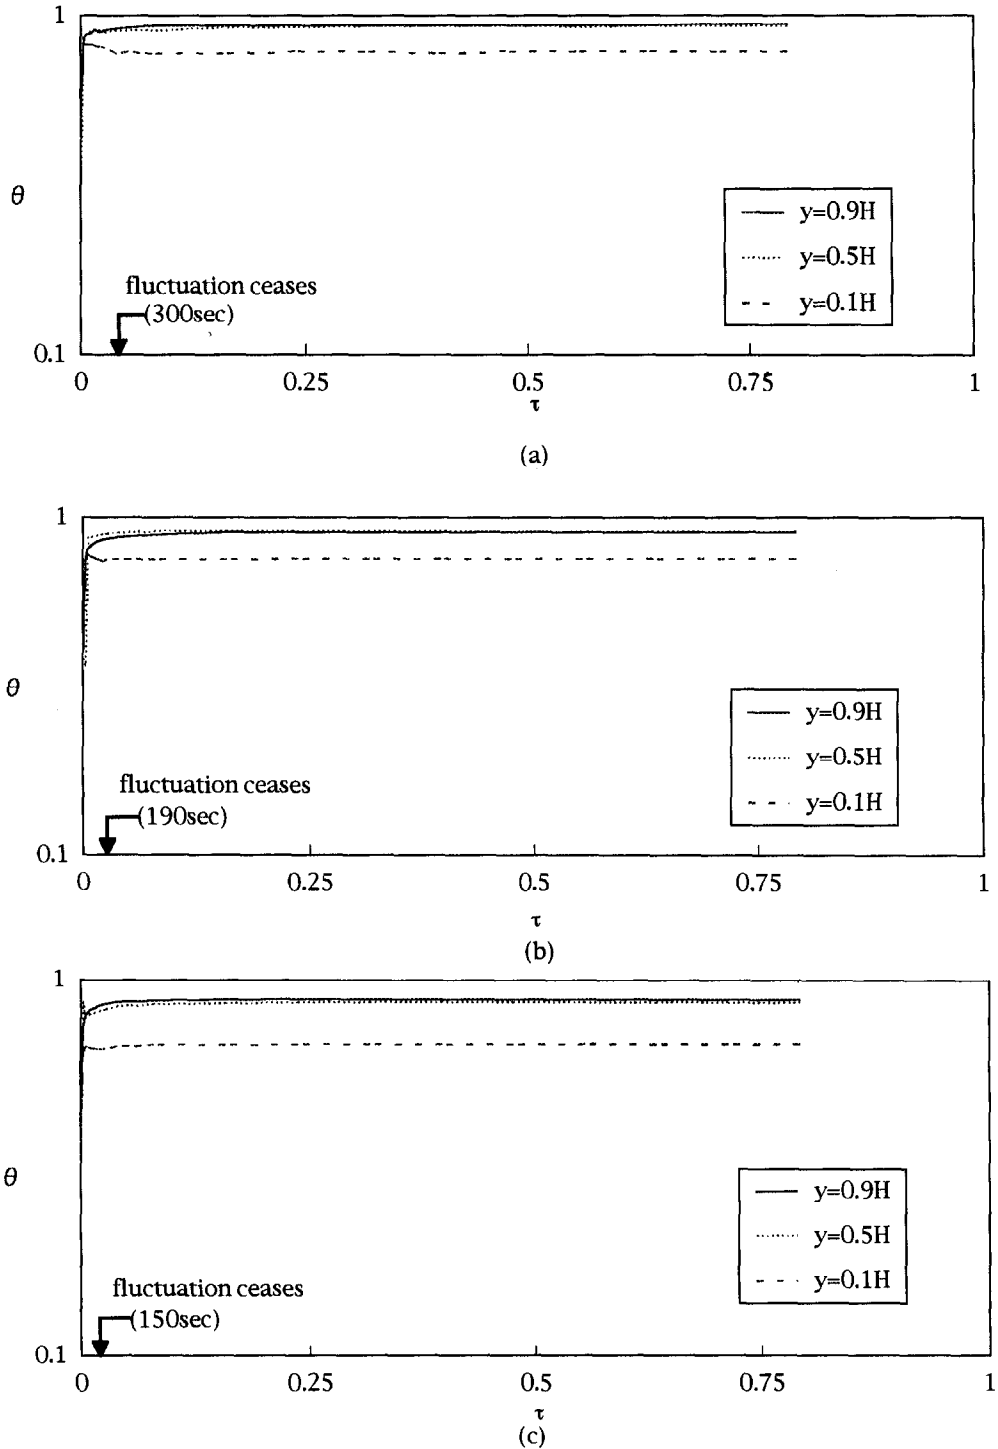 1
θ
y=0.9H
y=0.5H
y=0.1H
fluctuation ceases
(300sec)
0.1
0 0.25 0.5 0.75 1
τ
(a)
1
θ
y=0.9H
y=0.5H
y=0.1H
fluctuation ceases
(190sec)
0.1
0 0.25 0.5 0.75 1
τ
(b)
1
θ
y=0.9H
y=0.5H
y=0.1H
fluctuation ceases
(150sec)
0.1
0 0.25 0.5 0.75 1
τ
(c)